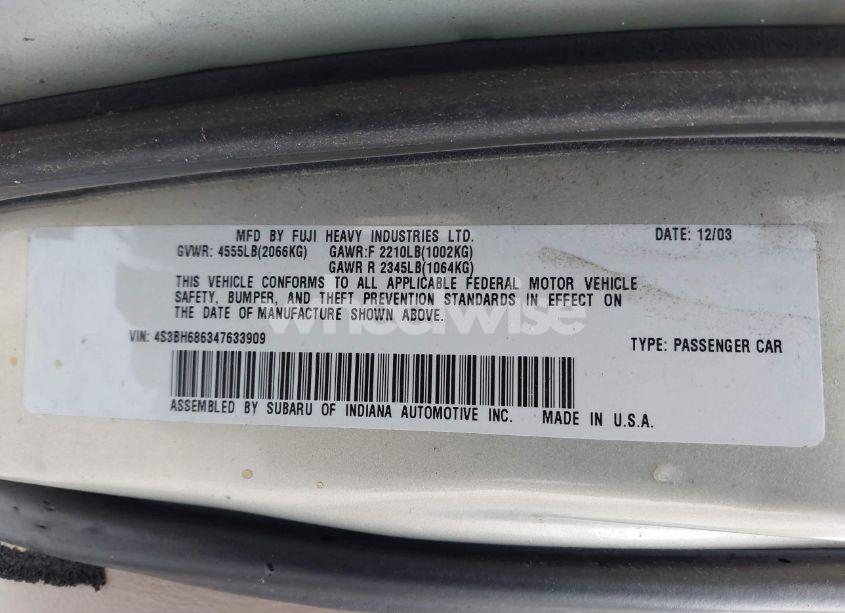 MFD BY FUJI HEAVY INDUSTRIES LTD. DATE: 12/03
GVWR: 4555LB(2066KG) GAWR:F 2210LB(1002KG)
GAWR R 2345LB(1064KG)
THIS VEHICLE CONFORMS TO ALL APPLICABLE FEDERAL MOTOR VEHICLE
SAFETY, BUMPER, AND THEFT PREVENTION STANDARDS IN EFFECT ON
THE DATE OF MANUFACTURE SHOWN ABOVE.
wheelwise
VIN: 4S3BH686347633909 TYPE: PASSENGER CAR
ASSEMBLED BY SUBARU OF INDIANA AUTOMOTIVE INC. MADE IN U.S.A.